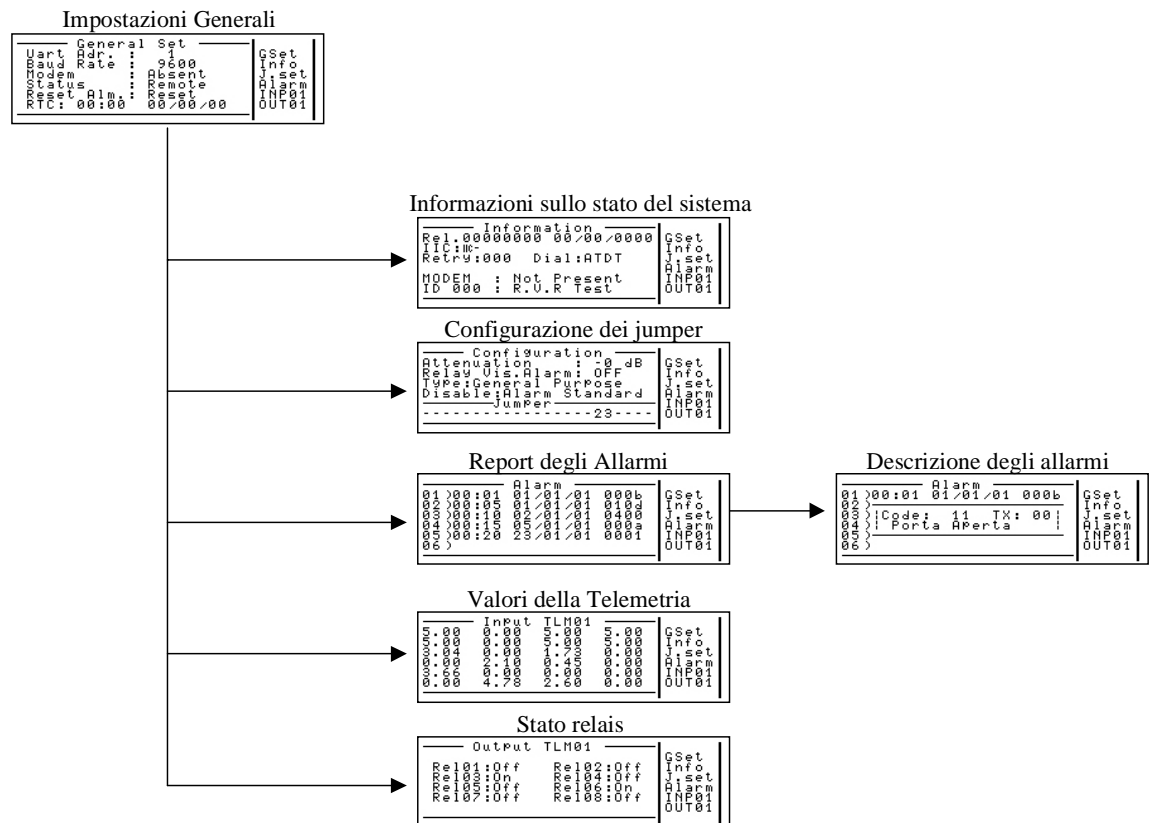 Impostazioni Generali
General Set
Uart Adr. : 1
Baud Rate : 9600
Modem : Absent
Status : Remote
Reset Alm.: Reset
RTC: 00:00 00/00/00
GSet
Info
J.set
Alarm
INP01
OUT01
Informazioni sullo stato del sistema
Information
Rel.00000000 00/00/0000
IIC:
Retry:000 Dial:ATDT
MODEM : Not Present
ID 000 : R.V.R Test
GSet
Info
J.set
Alarm
INP01
OUT01
Configurazione dei jumper
Configuration
Attenuation : -0 dB
Relay Vis.Alarm: OFF
Type:General Purpose
Disable:Alarm Standard
Jumper
-----------------23----
GSet
Info
J.set
Alarm
INP01
OUT01
Report degli Allarmi
Alarm
01)00:01 01/01/01 000b
02)00:05 01/01/01 010d
03)00:10 02/01/01 0400
04)00:15 05/01/01 000a
05)00:20 23/01/01 0001
06)
GSet
Info
J.set
Alarm
INP01
OUT01
Descrizione degli allarmi
Alarm
01)00:01 01/01/01 000b
02)
03)|Code: 11 TX: 00|
04)| Porta Aperta |
05)
06)
GSet
Info
J.set
Alarm
INP01
OUT01
Valori della Telemetria
Input TLM01
5.00 0.00 5.00 5.00
5.00 0.00 5.00 5.00
3.04 0.00 1.73 0.00
0.00 2.10 0.45 0.00
3.66 0.00 0.00 0.00
0.00 4.78 2.60 0.00
GSet
Info
J.set
Alarm
INP01
OUT01
Stato relais
Output TLM01
Rel01:Off Rel02:Off
Rel03:On Rel04:Off
Rel05:Off Rel06:On
Rel07:Off Rel08:Off
GSet
Info
J.set
Alarm
INP01
OUT01